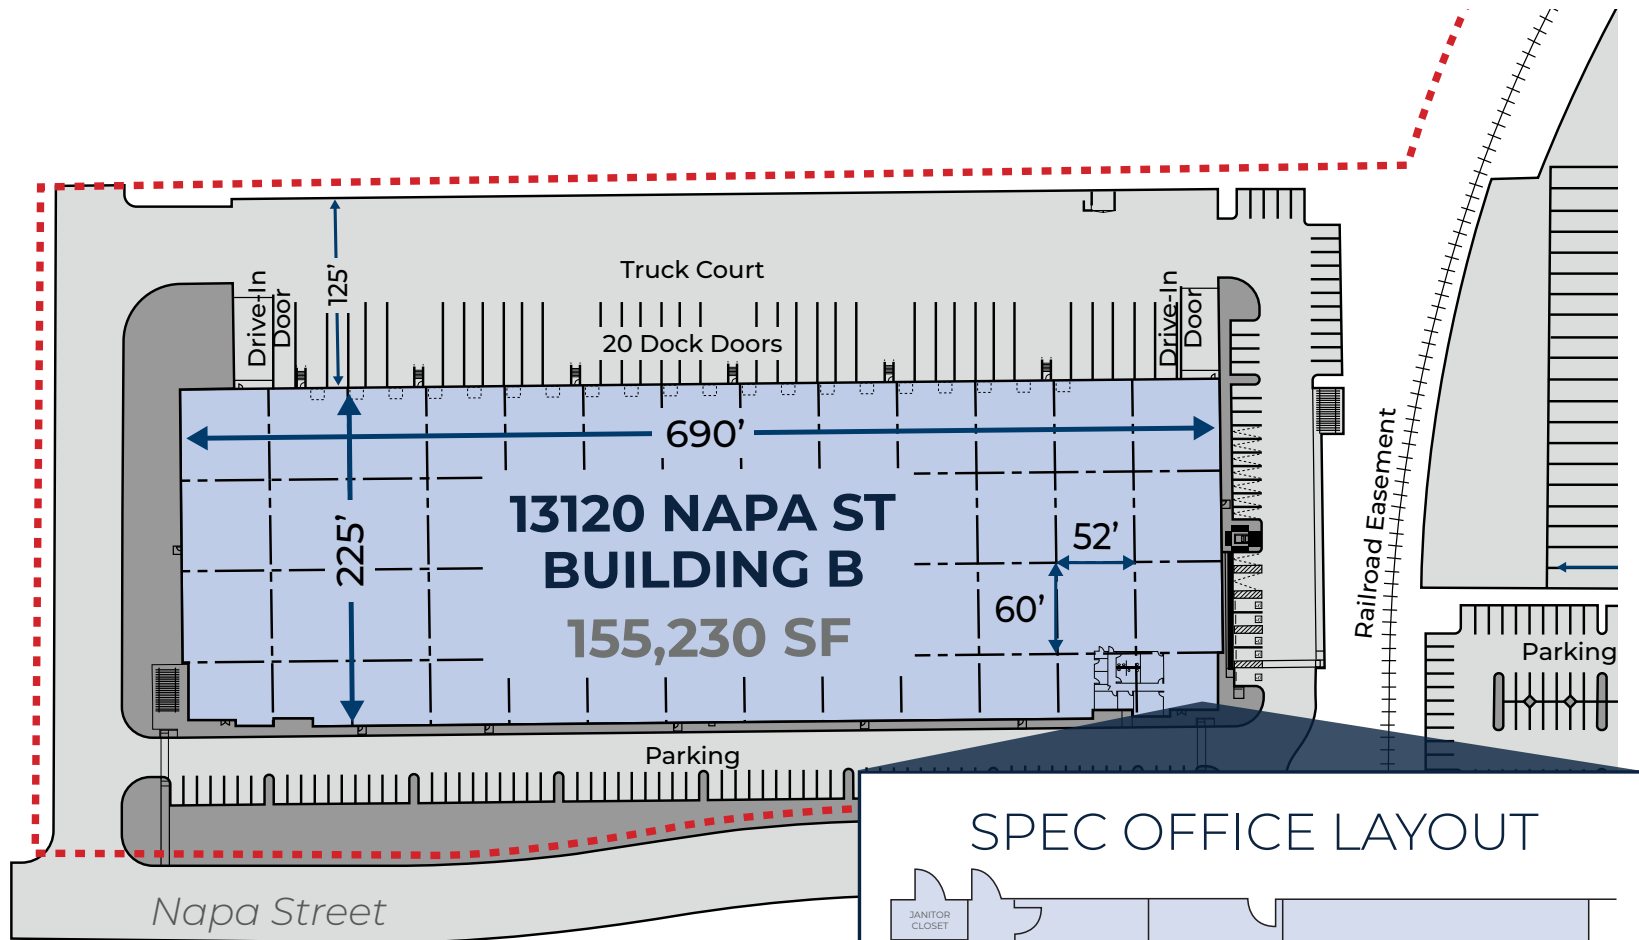 Truck Court
125’
Drive-In
Door
20 Dock Doors
Drive-In
Door
690’
225’
13120 NAPA ST
BUILDING B
155,230 SF
52’
60’
Railroad Easement
Parking
Parking
SPEC OFFICE LAYOUT
JANITOR
CLOSET
Napa Street